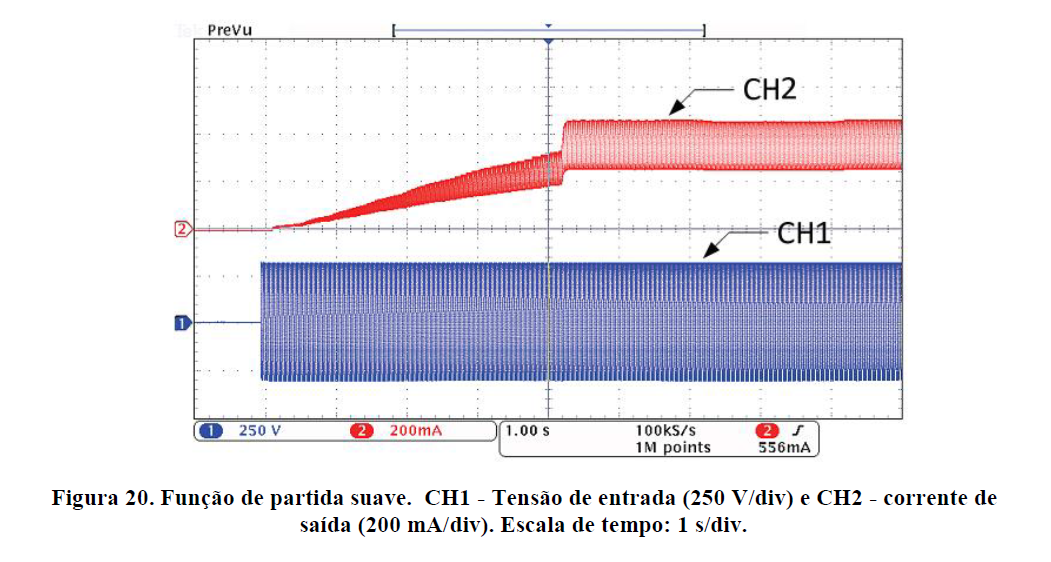 PreVu
CH2
2
CH1
1
1 250 V 2 200mA 1.00 s 100kS/s 2
1M points 556mA
Figura 20. Função de partida suave. CH1 - Tensão de entrada (250 V/div) e CH2 - corrente de
saída (200 mA/div). Escala de tempo: 1 s/div.